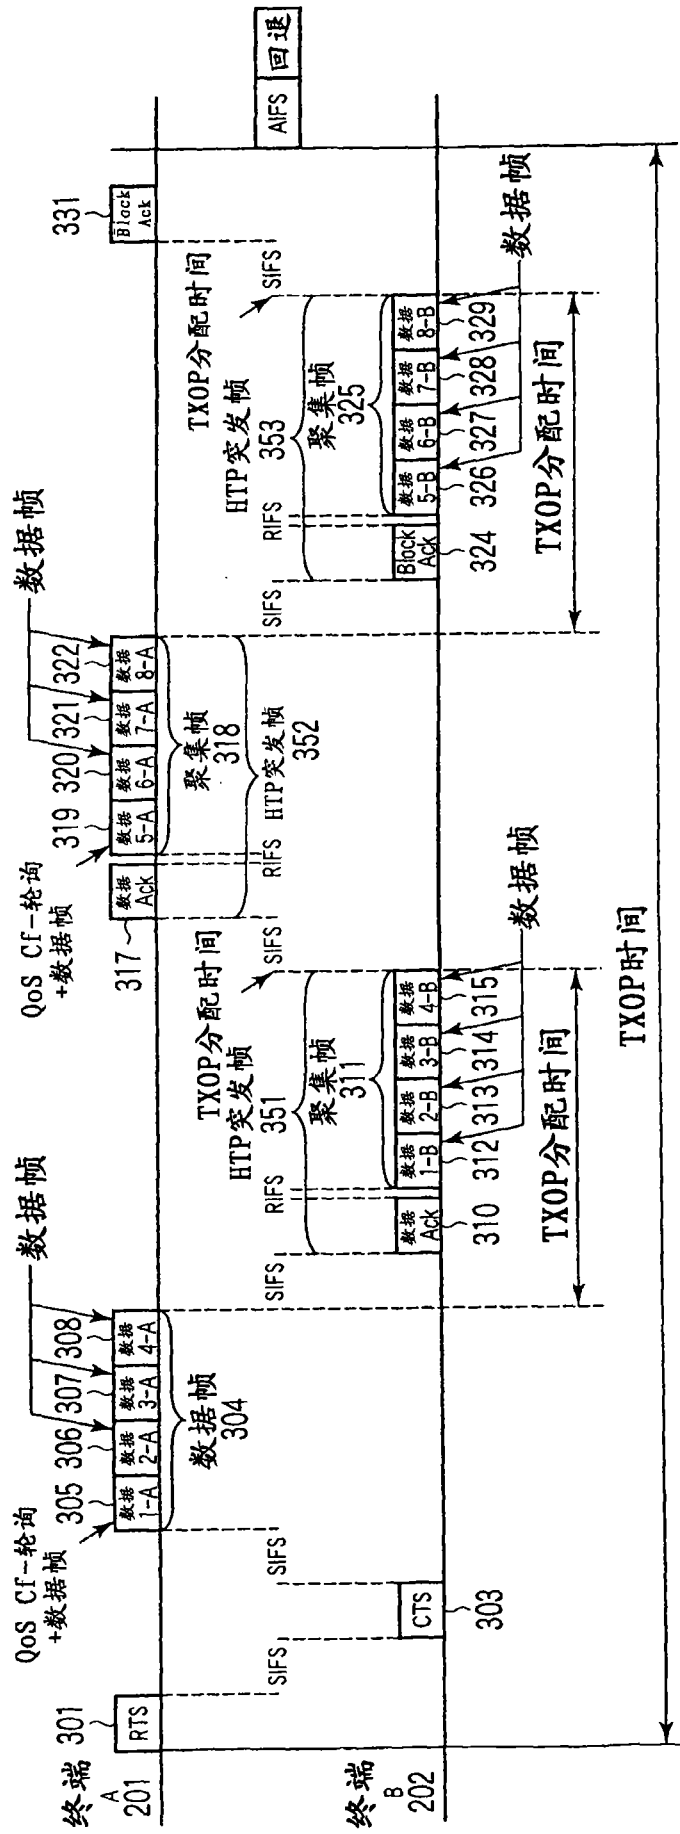 终端
A
201
301
RTS
QoS Cf-轮询
+数据帧
305
306
307
308
数据帧
数据
1-A
数据
2-A
数据
3-A
数据
4-A
数据帧
304
317
数据
Ack
QoS Cf-轮询
+数据帧
319
320
321
322
数据帧
数据
5-A
数据
6-A
数据
7-A
数据
8-A
聚集帧
318
HTP突发帧
352
331
Black
Ack
SIFS
SIFS
SIFS
RIFS
SIFS
RIFS
SIFS
RIFS
SIFS
AIFS
回退
TXOP分配时间
HTP突发帧
351
聚集帧
311
TXOP分配时间
HTP突发帧
353
聚集帧
325
终端
B
202
CTS
303
数据
Ack
310
数据
1-B
数据
2-B
数据
3-B
数据
4-B
312
313
314
315
数据帧
Block
Ack
324
数据
5-B
数据
6-B
数据
7-B
数据
8-B
326
327
328
329
数据帧
TXOP分配时间
TXOP分配时间
TXOP时间